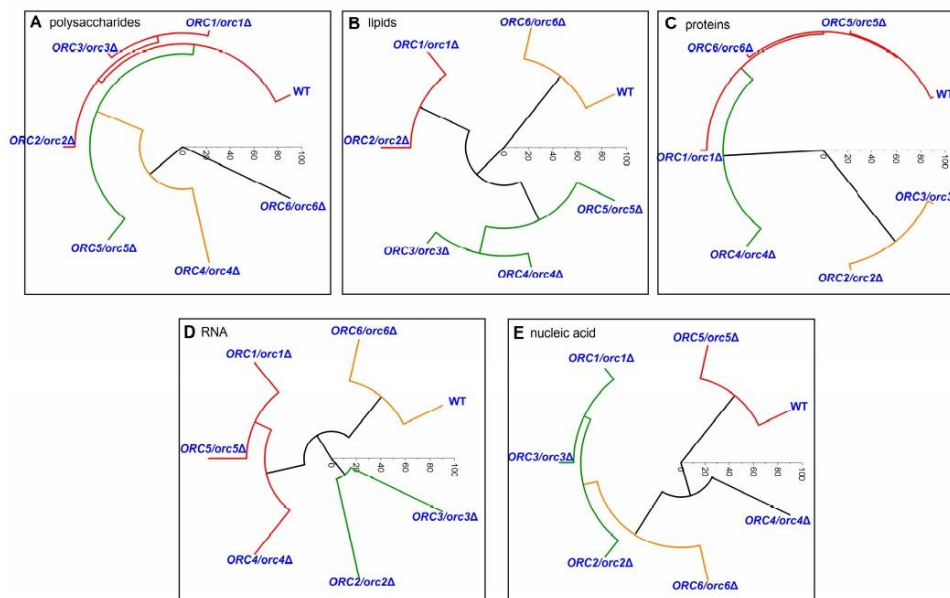 A polysaccharides
ORC1/orc1Δ
ORC3/orc3Δ
WT
ORC2/orc2Δ
0 20 40 60 80 100
ORC6/orc6Δ
ORC5/orc5Δ
ORC4/orc4Δ
B lipids
ORC6/orc6Δ
ORC1/orc1Δ
WT
ORC2/orc2Δ
0 20 40 60 80 100
ORC5/orc5Δ
ORC3/orc3Δ
ORC4/orc4Δ
C proteins
ORC5/orc5Δ
ORC6/orc6Δ
WT
ORC1/orc1Δ
0 20 40 60 80 100
ORC3/orc3
ORC4/orc4Δ
ORC2/orc2Δ
D RNA
ORC6/orc6Δ
ORC1/orc1Δ
WT
ORC5/orc5Δ
0 20 40 60 80 100
ORC3/orc3Δ
ORC4/orc4Δ
ORC2/orc2Δ
E nucleic acid
ORC5/orc5Δ
ORC1/orc1Δ
WT
ORC3/orc3Δ
0 20 40 60 80 100
ORC4/orc4Δ
ORC2/orc2Δ
ORC6/orc6Δ